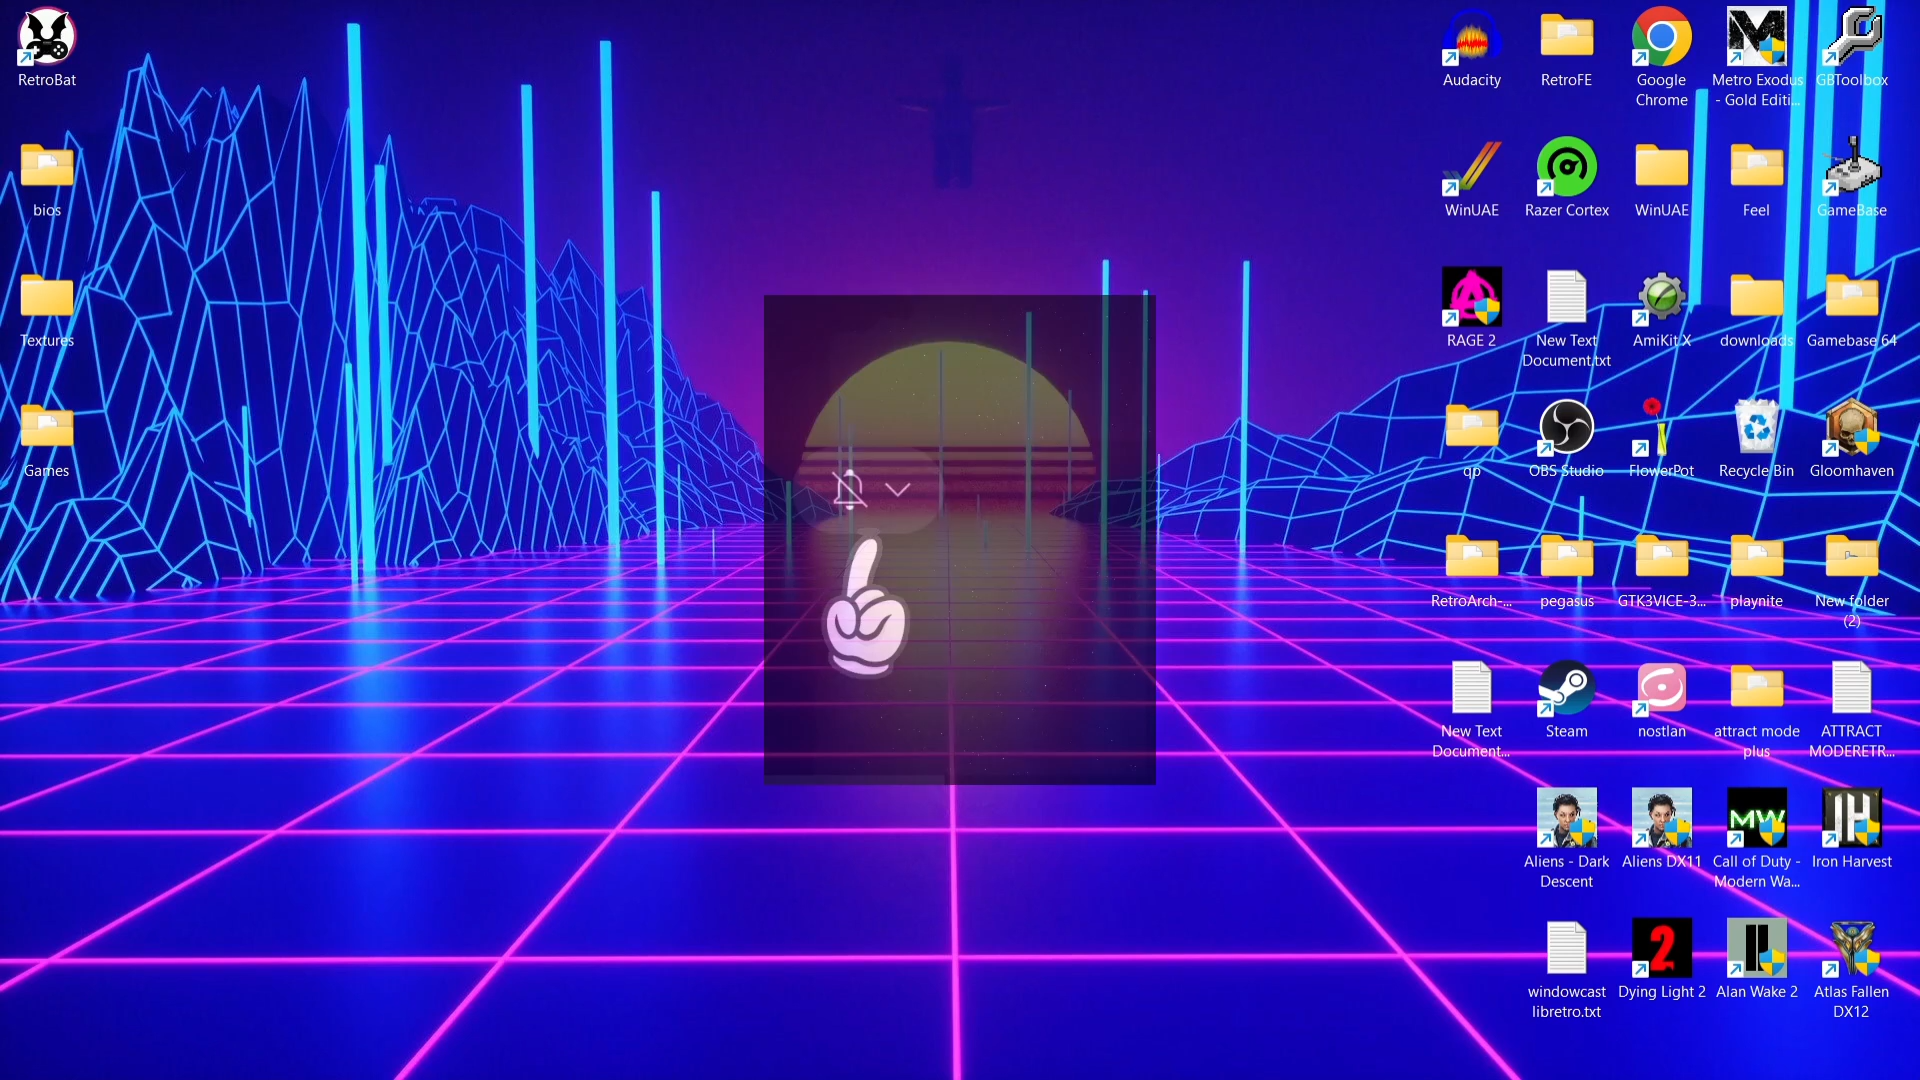 RetroBat
bios
Textures
Games
Audacity
RetroFE
Google
Chrome
Metro Exodus
- Gold Editi...
GBToolbox
WinUAE
Razer Cortex
WinUAE
Feel
GameBase
RAGE 2
New Text
Document.txt
AmiKit X
downloads
Gamebase 64
qp
OBS Studio
FlowerPot
Recycle Bin
Gloomhaven
RetroArch-...
pegasus
GTK3VICE-3...
playnite
New folder
(2)
New Text
Document...
Steam
nostlan
attract mode
plus
ATTRACT
MODERETR...
Aliens - Dark
Descent
Aliens DX11
MW
Call of Duty -
Modern Wa...
Iron Harvest
windowcast
libretro.txt
2
Dying Light 2
Alan Wake 2
Atlas Fallen
DX12